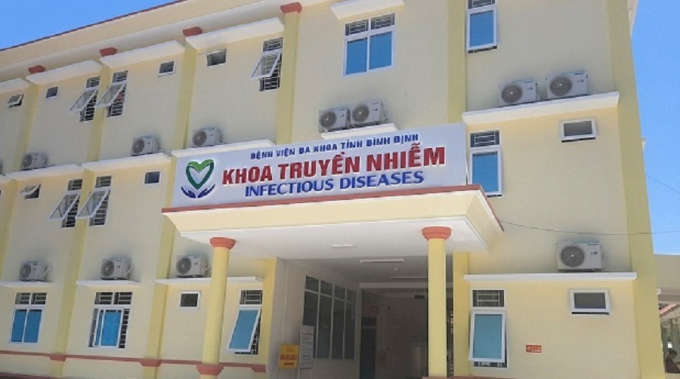 BỆNH VIỆN ĐA KHOA TỈNH BÌNH ĐỊNH
KHOA TRUYỀN NHIỄM
INFECTIOUS DISEASES